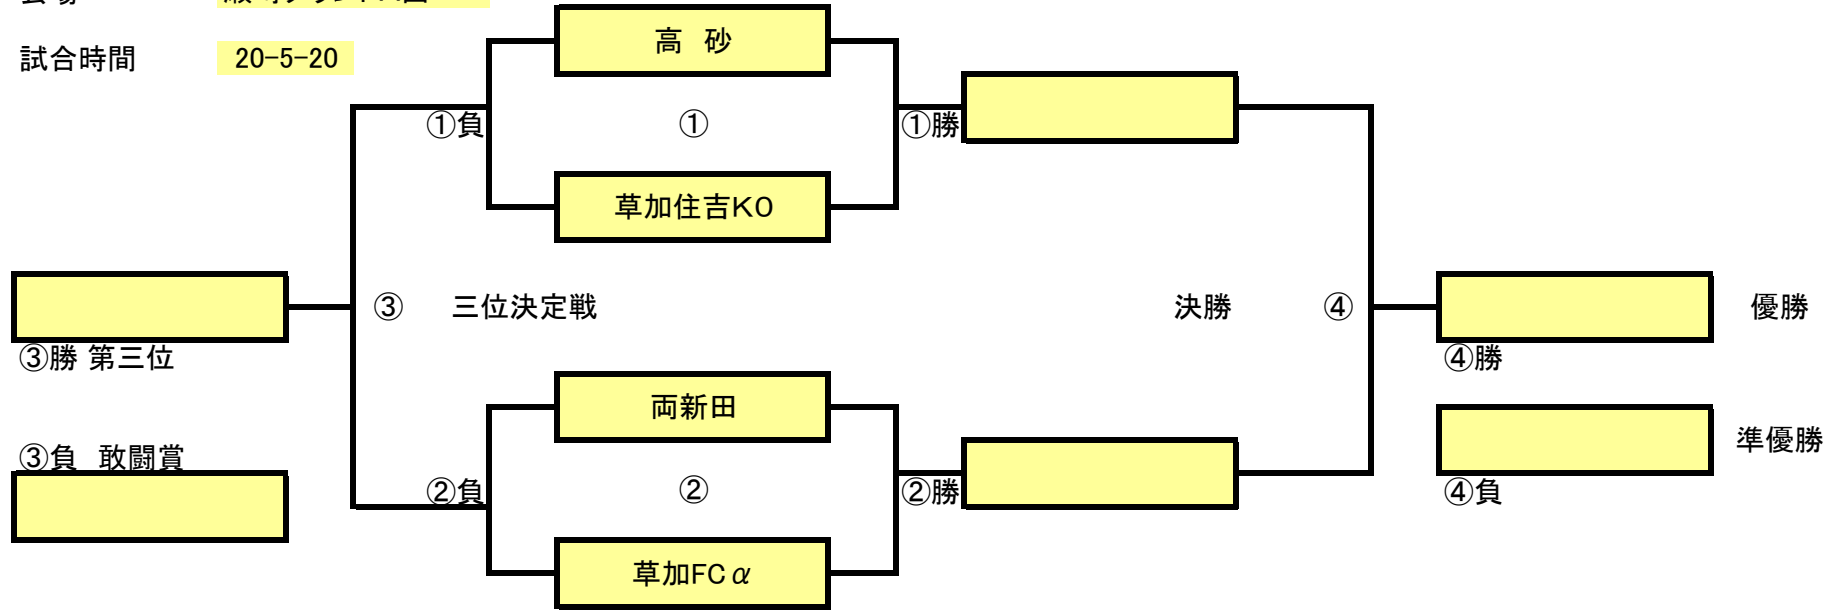 試合時間 20-5-20
高 砂
①負 ① ①勝
草加住吉KO
③ 三位決定戦 決勝 ④ 優勝
③勝 第三位 ④勝
両新田
③負 敢闘賞 準優勝
②負 ② ②勝 ④負
草加FCα